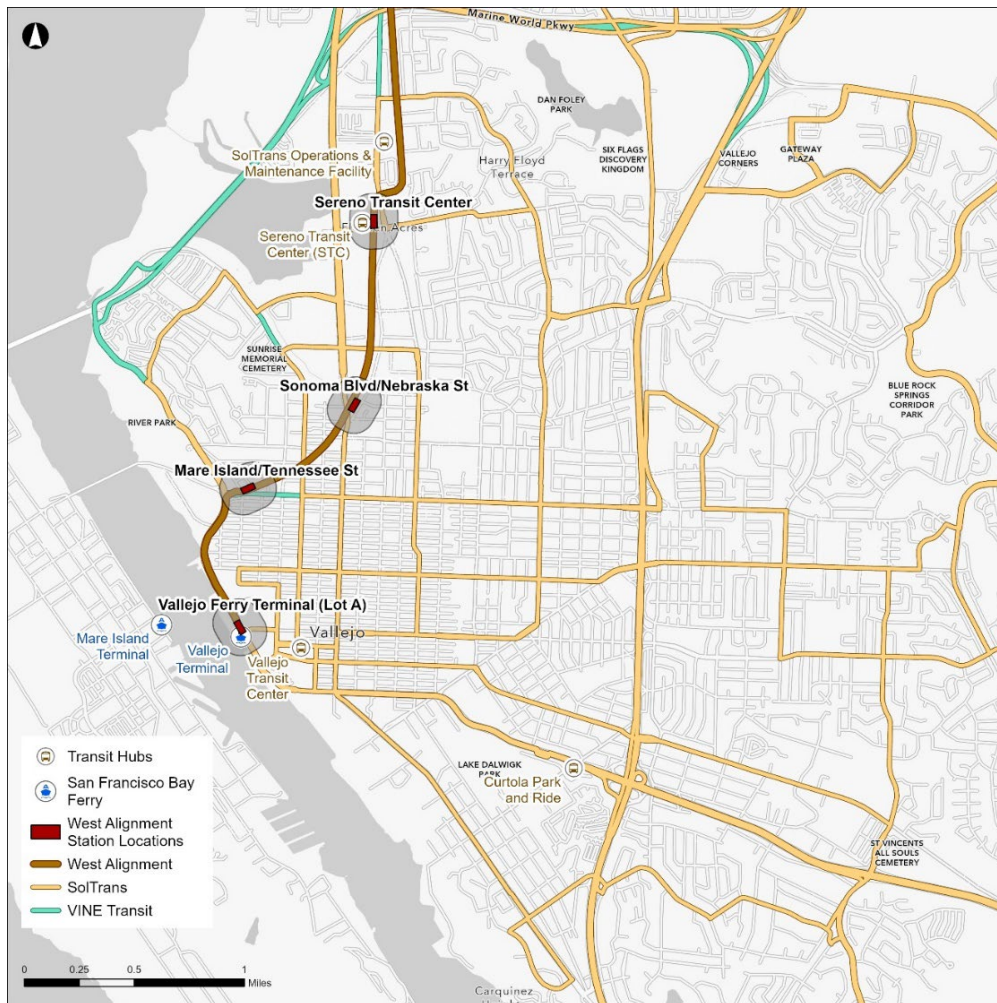 Marine World Pkwy
DAN FOLEY
PARK
SolTrans Operations &
Maintenance Facility
Harry Floyd
Terrace
SIX FLAGS
DISCOVERY
KINGDOM
VALLEJO
CORNERS
GATEWAY
PLAZA
Sereno Transit Center
Acres
Sereno Transit
Center (STC)
SUNRISE
MEMORIAL
CEMETERY
Sonoma Blvd/Nebraska St
BLUE ROCK
SPRINGS
CORRIDOR
PARK
RIVER PARK
Mare Island/Tennessee St
Vallejo Ferry Terminal (Lot A)
Mare Island
Terminal
Vallejo
Terminal
Vallejo
Vallejo
Transit
Center
LAKE DALWIGK
PARK
Curtola Park
and Ride
ST VINCENTS
ALL SOULS
CEMETERY
Transit Hubs
San Francisco Bay
Ferry
West Alignment
Station Locations
West Alignment
SolTrans
VINE Transit
0 0.25 0.5 1
Miles
Carquinez